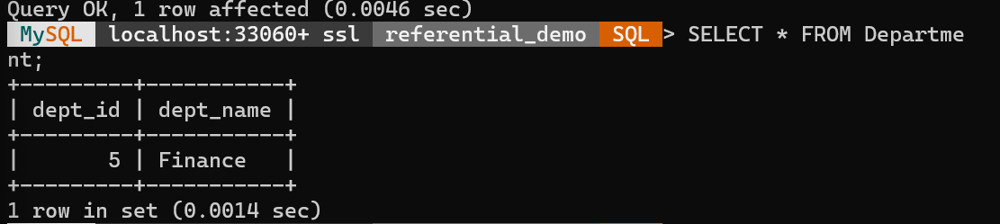 Query OK, 1 row affected (0.0046 sec)
MySQL localhost:33060+ ssl referential_demo SQL > SELECT * FROM Departme
nt;
+---------+-----------+
| dept_id | dept_name |
+---------+-----------+
|       5 | Finance   |
+---------+-----------+
1 row in set (0.0014 sec)